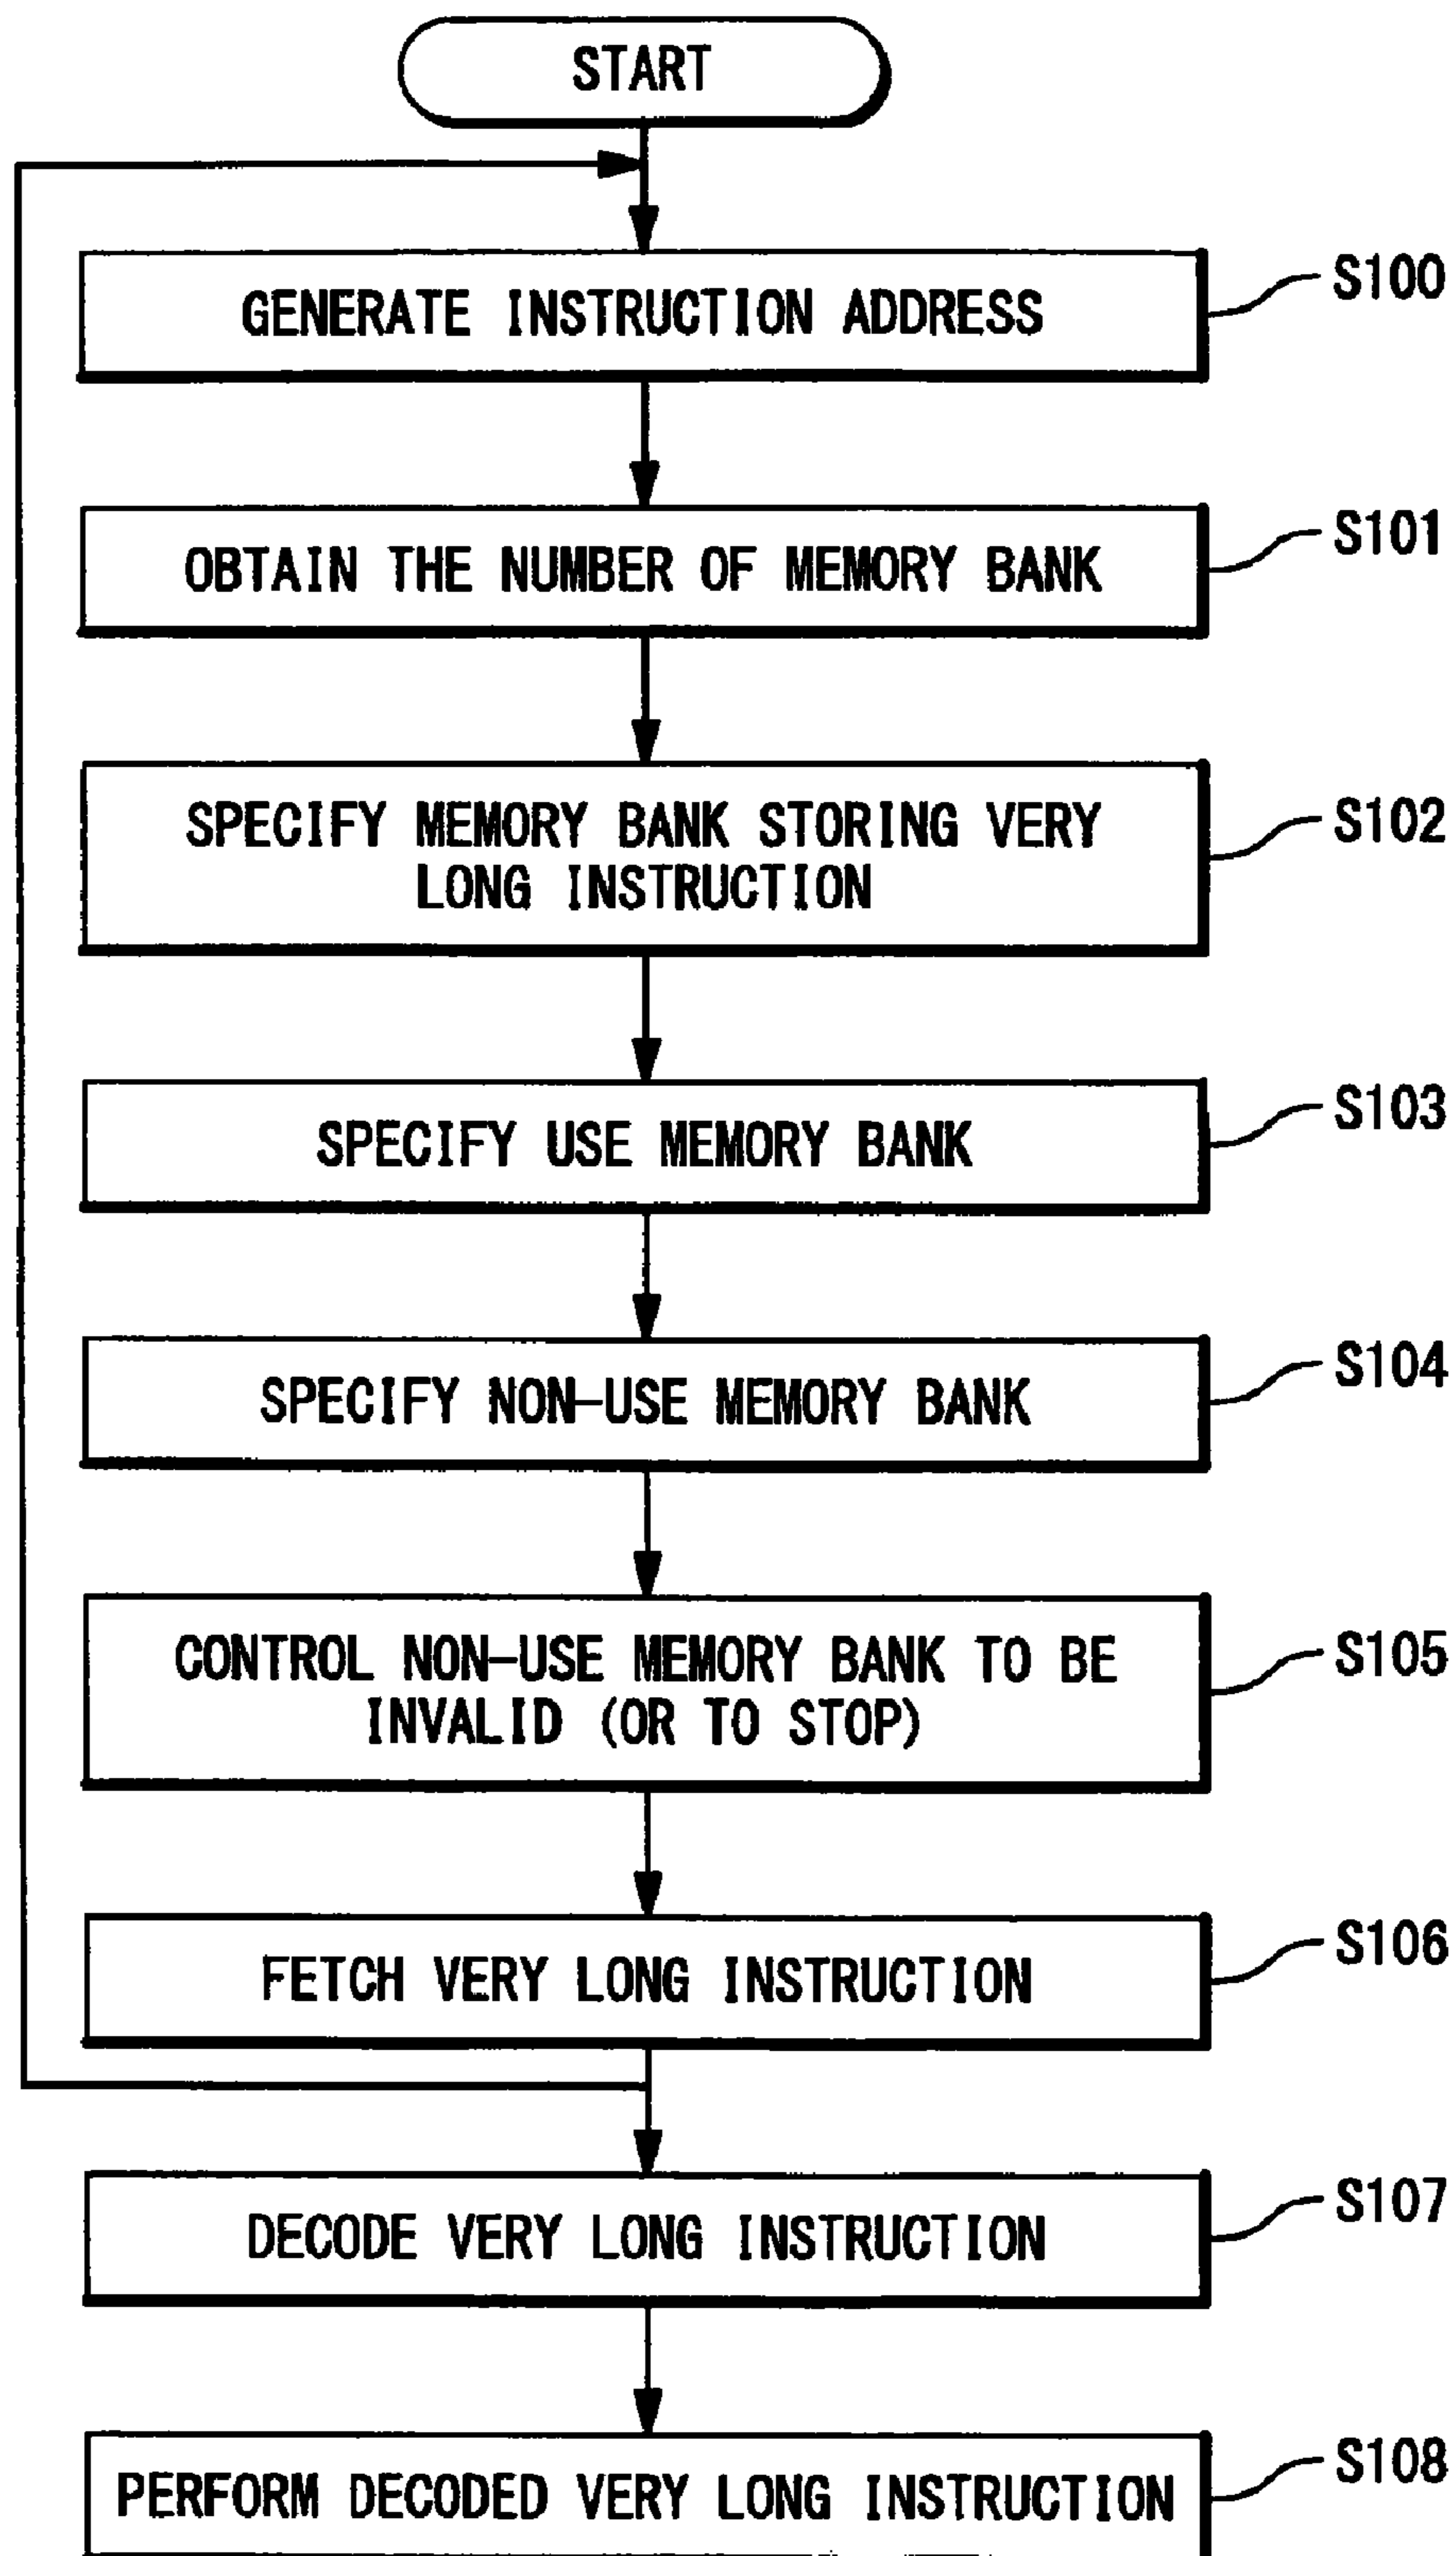 START
GENERATE INSTRUCTION ADDRESS
S100
OBTAIN THE NUMBER OF MEMORY BANK
S101
SPECIFY MEMORY BANK STORING VERY
LONG INSTRUCTION
S102
SPECIFY USE MEMORY BANK
S103
SPECIFY NON-USE MEMORY BANK
S104
CONTROL NON-USE MEMORY BANK TO BE
INVALID (OR TO STOP)
S105
FETCH VERY LONG INSTRUCTION
S106
DECODE VERY LONG INSTRUCTION
S107
PERFORM DECODED VERY LONG INSTRUCTION
S108